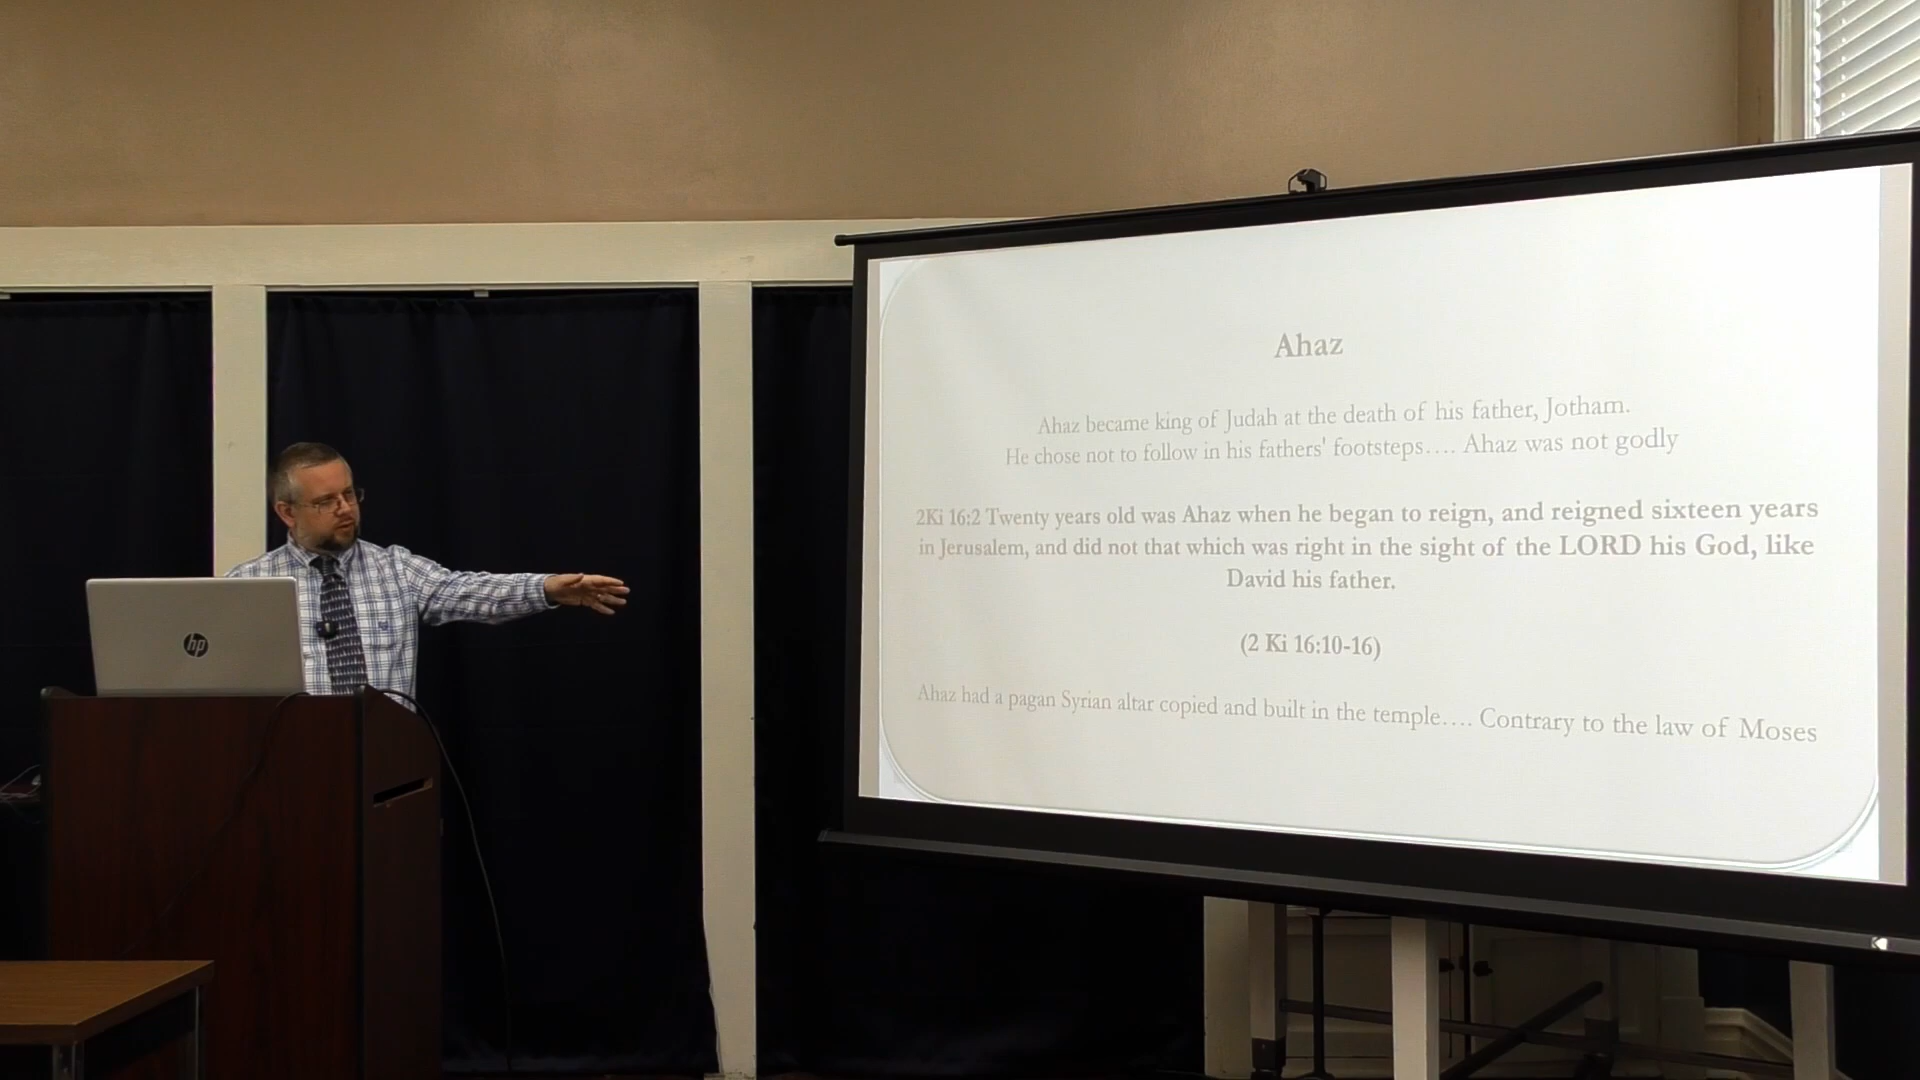 Ahaz
Ahaz became king of Judah at the death of his father, Jotham.
He chose not to follow in his fathers' footsteps.... Ahaz was not godly
2Ki 16:2 Twenty years old was Ahaz when he began to reign, and reigned sixteen years
in Jerusalem, and did not that which was right in the sight of the LORD his God, like
David his father.
(2 Ki 16:10-16)
Ahaz had a pagan Syrian altar copied and built in the temple.... Contrary to the law of Moses
hp